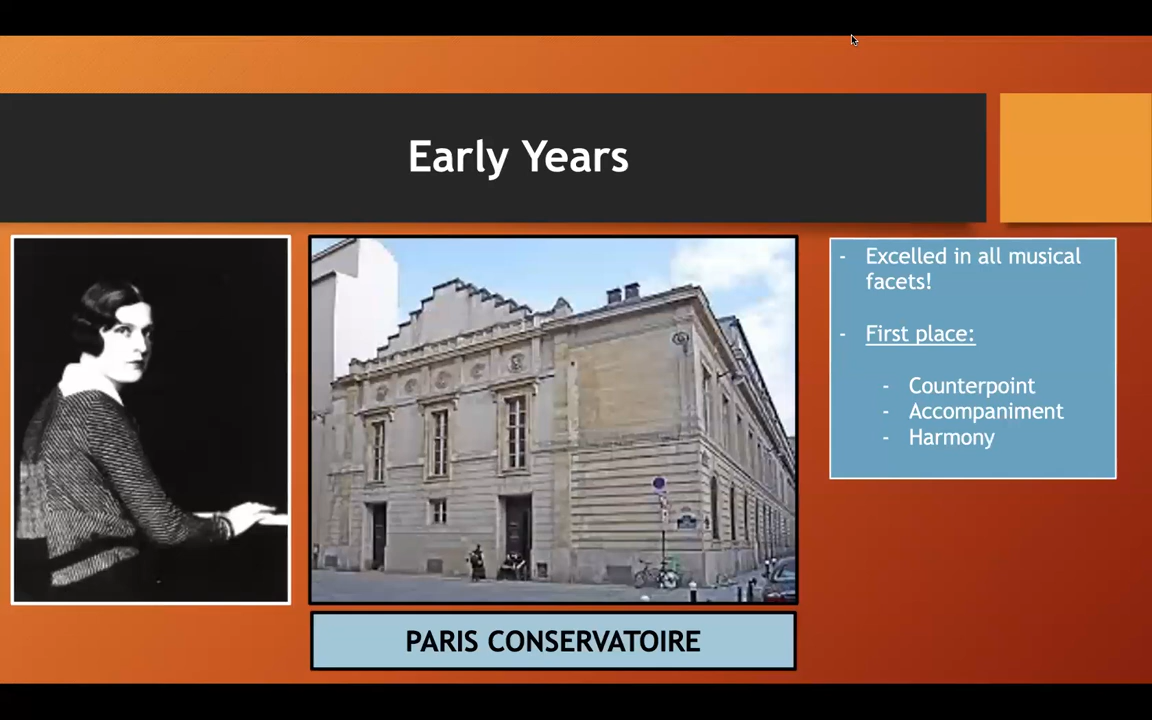 Early Years
- Excelled in all musical
facets!
- First place:
- Counterpoint
- Accompaniment
- Harmony
PARIS CONSERVATOIRE